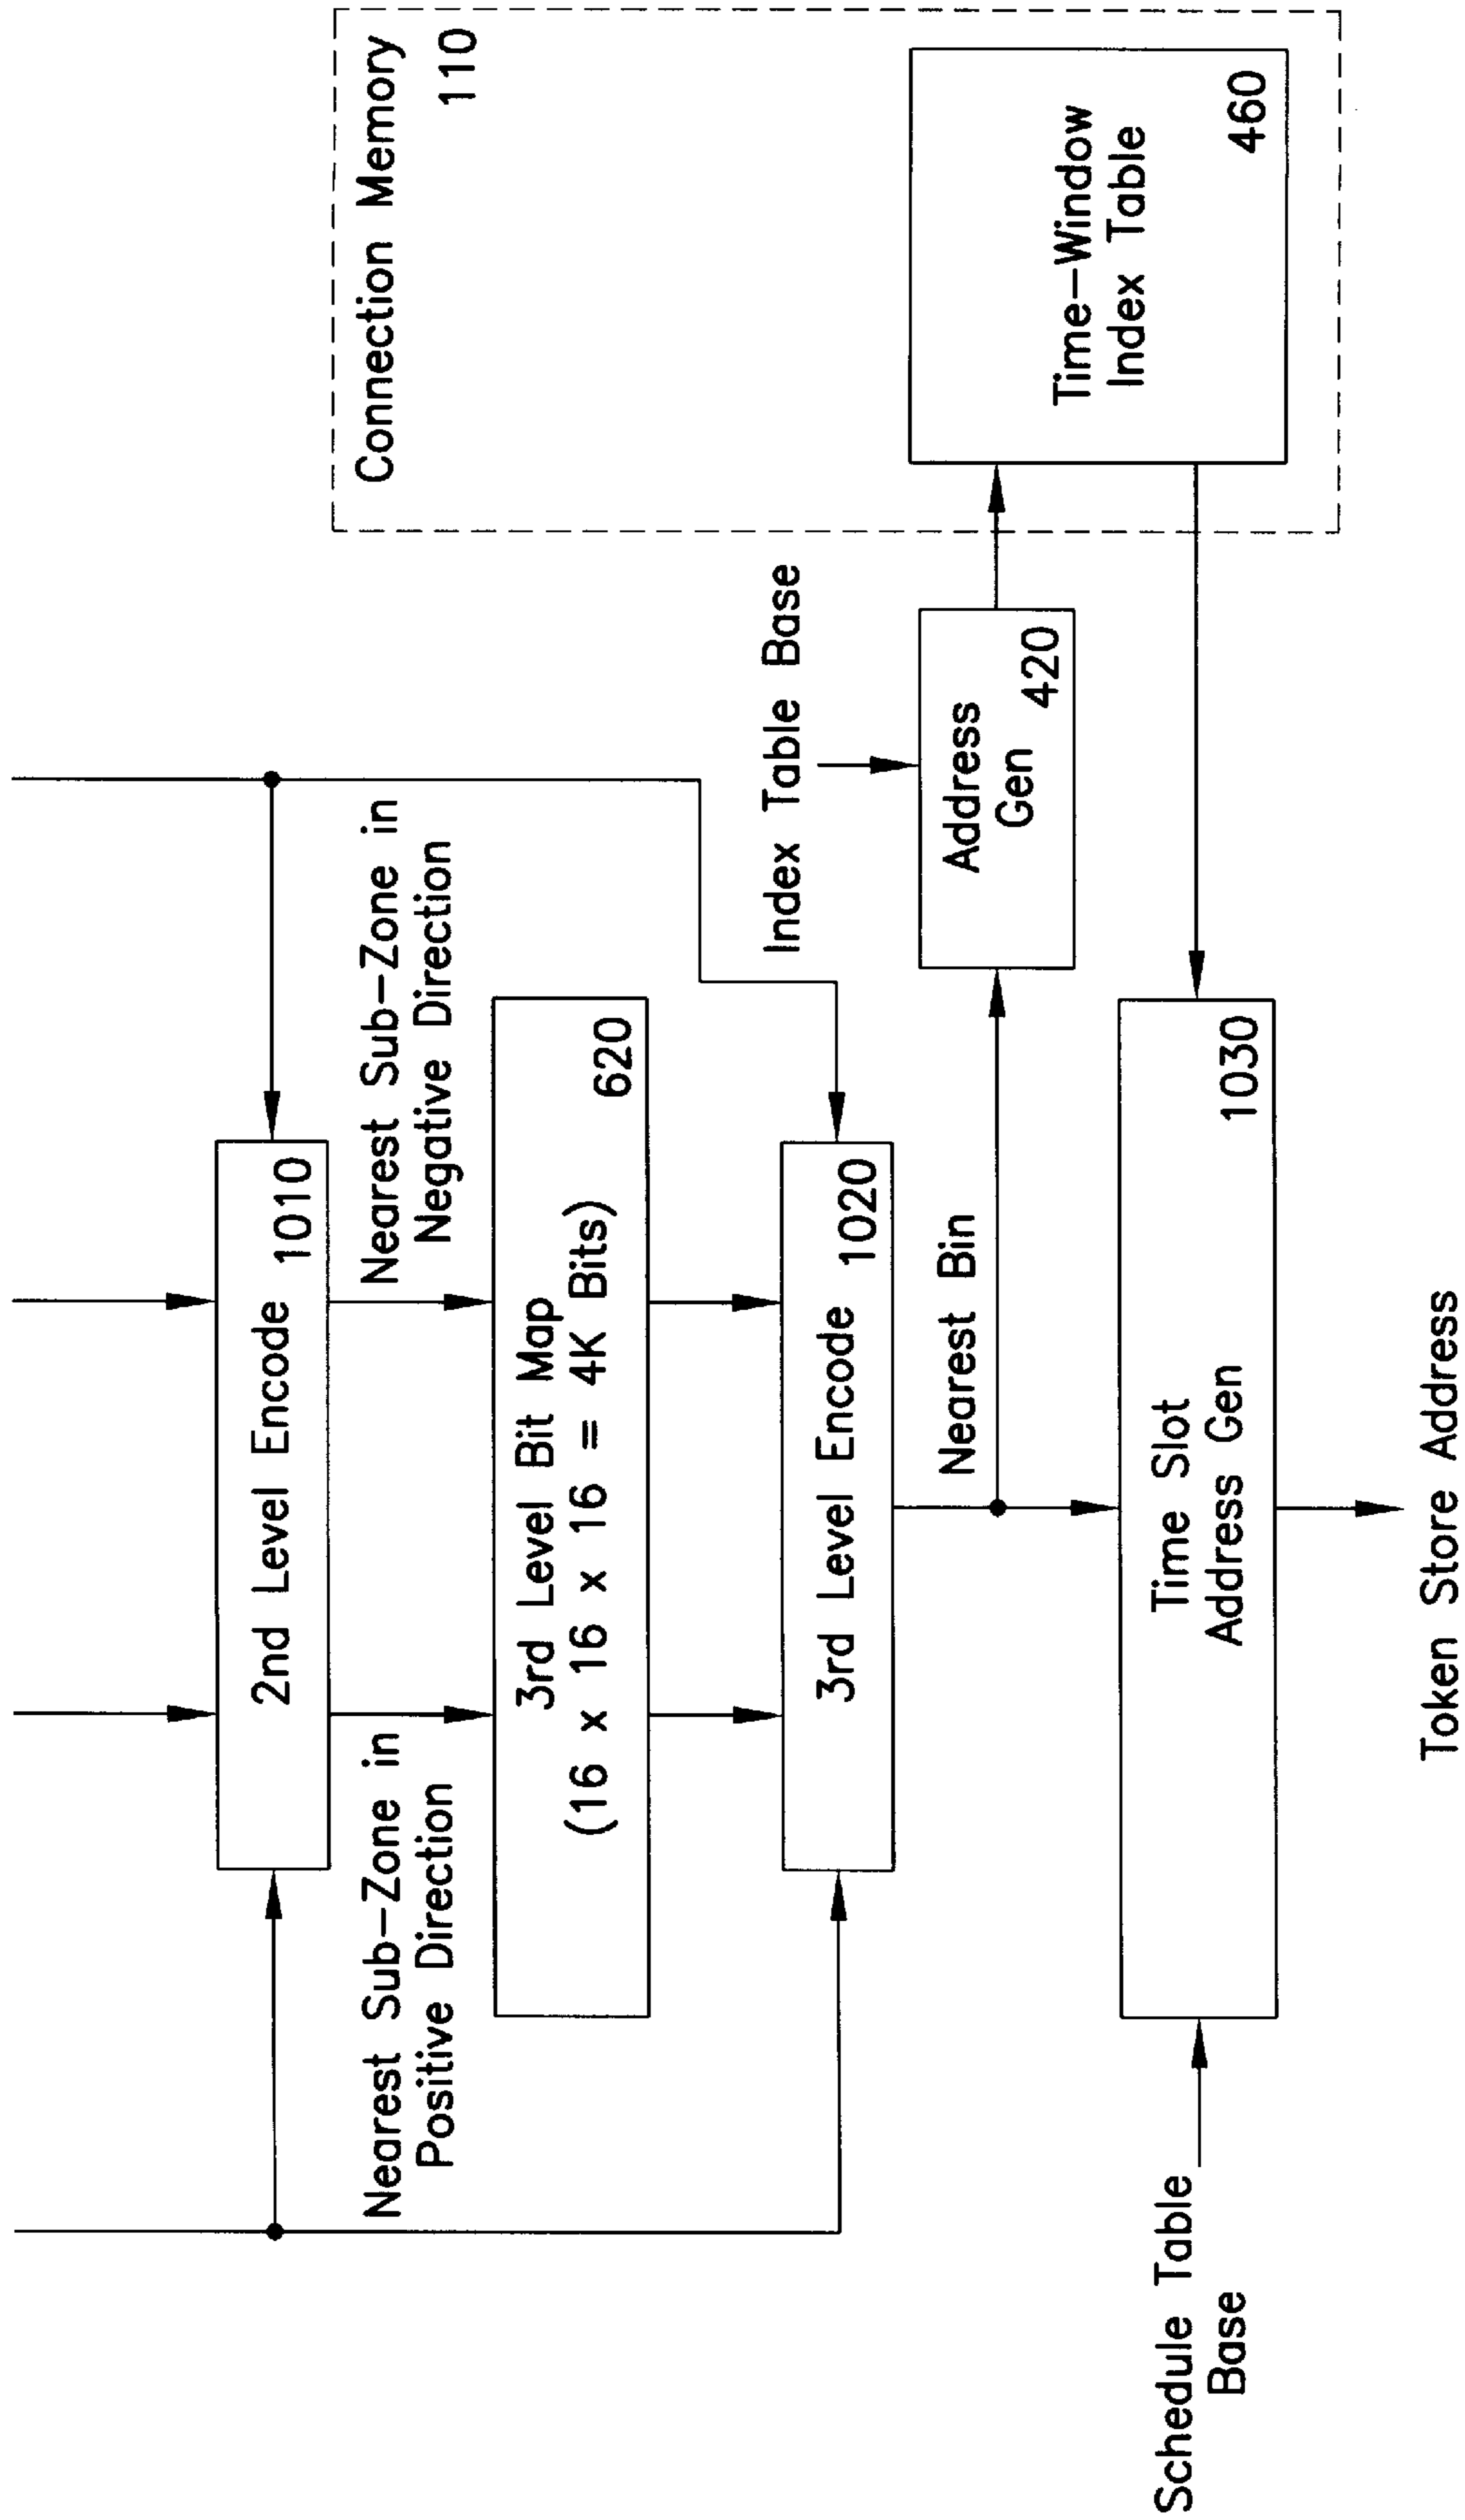 2nd Level Encode
1010
Nearest Sub-Zone in
Positive Direction
Nearest Sub-Zone in
Negative Direction
Connection Memory
110
3rd Level Bit Map
(16 x 16 x 16 = 4K Bits)
620
3rd Level Encode
1020
Index Table Base
Nearest Bin
Address
Gen 420
Time-Window
Index Table
460
Schedule Table
Base
Time Slot
Address Gen
1030
Token Store Address